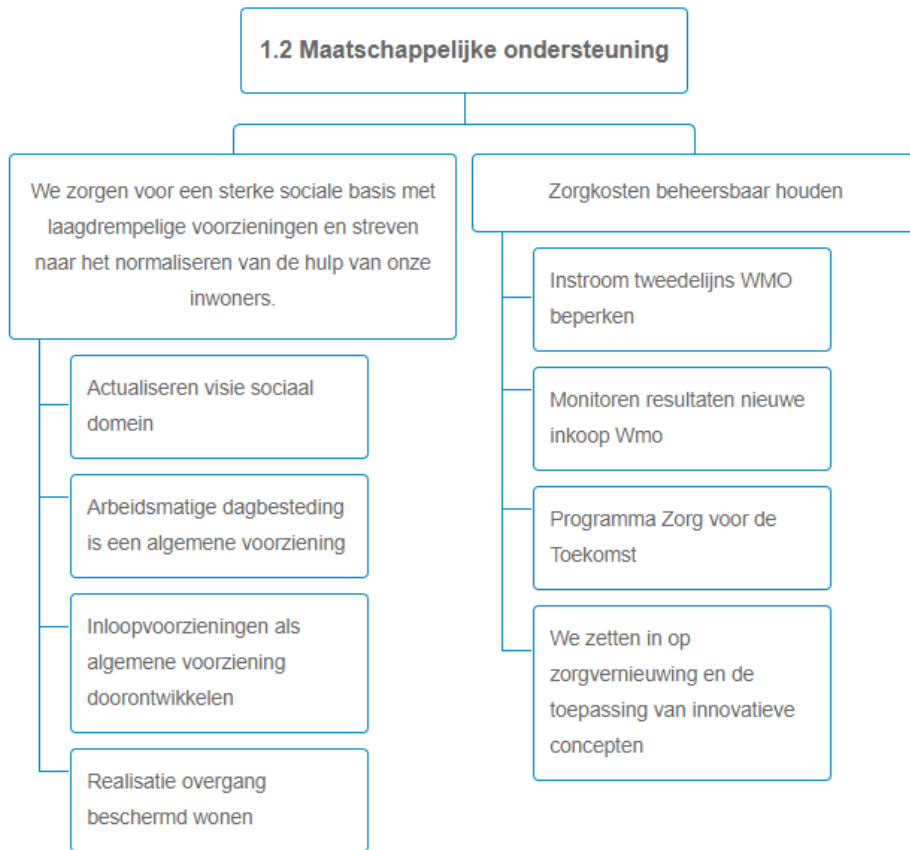 1.2 Maatschappelijke ondersteuning
We zorgen voor een sterke sociale basis met
laagdrempelige voorzieningen en streven
naar het normaliseren van de hulp van onze
inwoners.
Actualiseren visie sociaal
domein
Arbeidsmatige dagbesteding
is een algemene voorziening
Inloopvoorzieningen als
algemene voorziening
doorontwikkelen
Realisatie overgang
beschermd wonen
Zorgkosten beheersbaar houden
Instroom tweedelijns WMO
beperken
Monitoren resultaten nieuwe
inkoop Wmo
Programma Zorg voor de
Toekomst
We zetten in op
zorgvernieuwing en de
toepassing van innovatieve
concepten